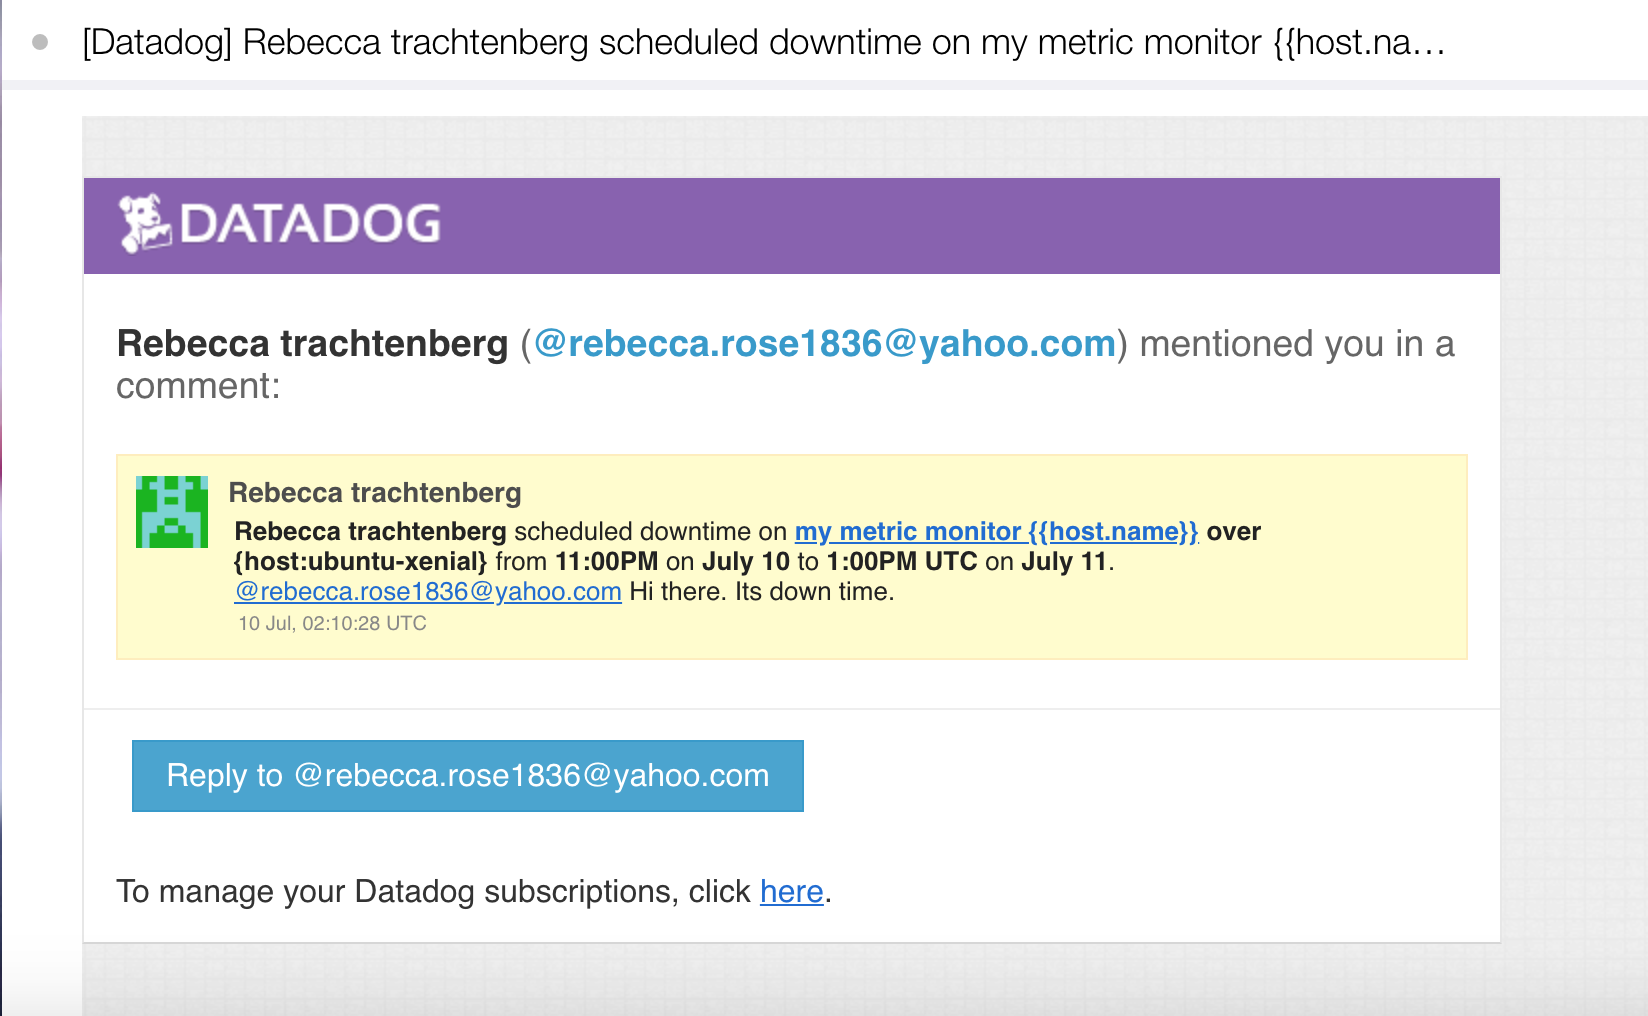 [Datadog] Rebecca trachtenberg scheduled downtime on my metric monitor {{host.na…
DATADOG
Rebecca trachtenberg (@rebecca.rose1836@yahoo.com) mentioned you in a
comment:
Rebecca trachtenberg
Rebecca trachtenberg scheduled downtime on my metric monitor {{host.name}} over
{host:ubuntu-xenial} from 11:00PM on July 10 to 1:00PM UTC on July 11.
@rebecca.rose1836@yahoo.com Hi there. Its down time.
10 Jul, 02:10:28 UTC
Reply to @rebecca.rose1836@yahoo.com
To manage your Datadog subscriptions, click here.